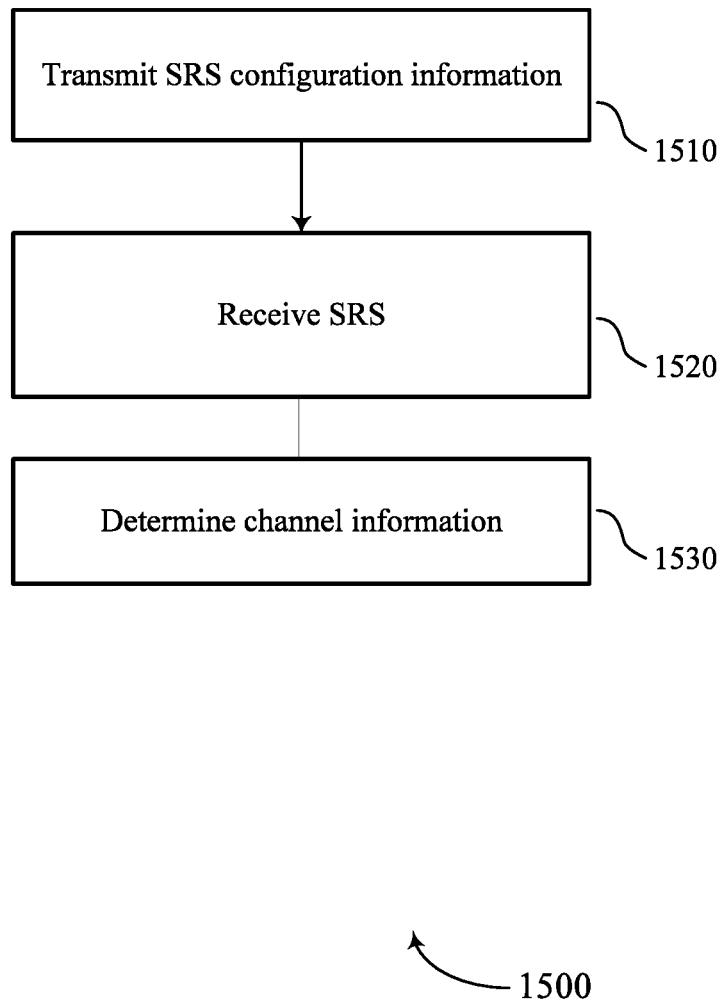 Transmit SRS configuration information
1510
Receive SRS
1520
Determine channel information
1530
1500